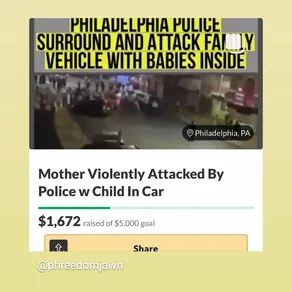 PHILADELPHIA POLICE
SURROUND AND ATTACK FAMILY
VEHICLE WITH BABIES INSIDE
Philadelphia, PA
Mother Violently Attacked By
Police w Child In Car
$1,672 raised of $5,000 goal
Share
@phreedomjawn